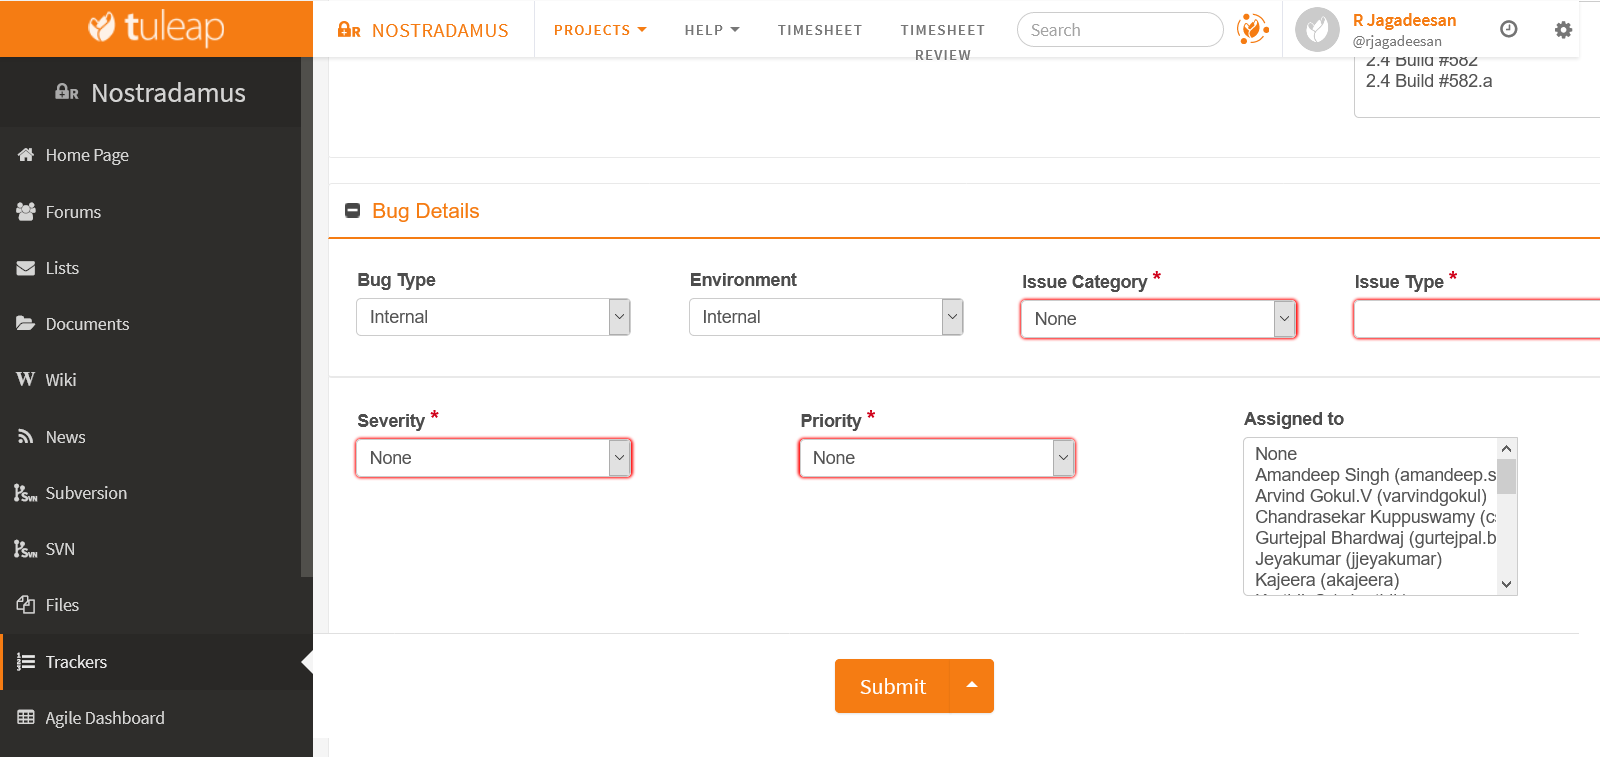 tuleap
R NOSTRADAMUS
PROJECTS
HELP
TIMESHEET
TIMESHEET
REVIEW
Search
R Jagadeesan
@rjagadeesan
R Nostradamus
2.4 Build #582
2.4 Build #582.a
Home Page
Forums
Lists
Documents
W Wiki
News
SVN Subversion
SVN SVN
Files
Trackers
Agile Dashboard
Bug Details
Bug Type
Internal
Environment
Internal
Issue Category *
None
Issue Type *
Severity *
None
Priority *
None
Assigned to
None
Amandeep Singh (amandeep.s
Arvind Gokul.V (varvindgokul)
Chandrasekar Kuppuswamy (cs
Gurtejpal Bhardwaj (gurtejpal.b
Jeyakumar (jjeyakumar)
Kajeera (akajeera)
Submit